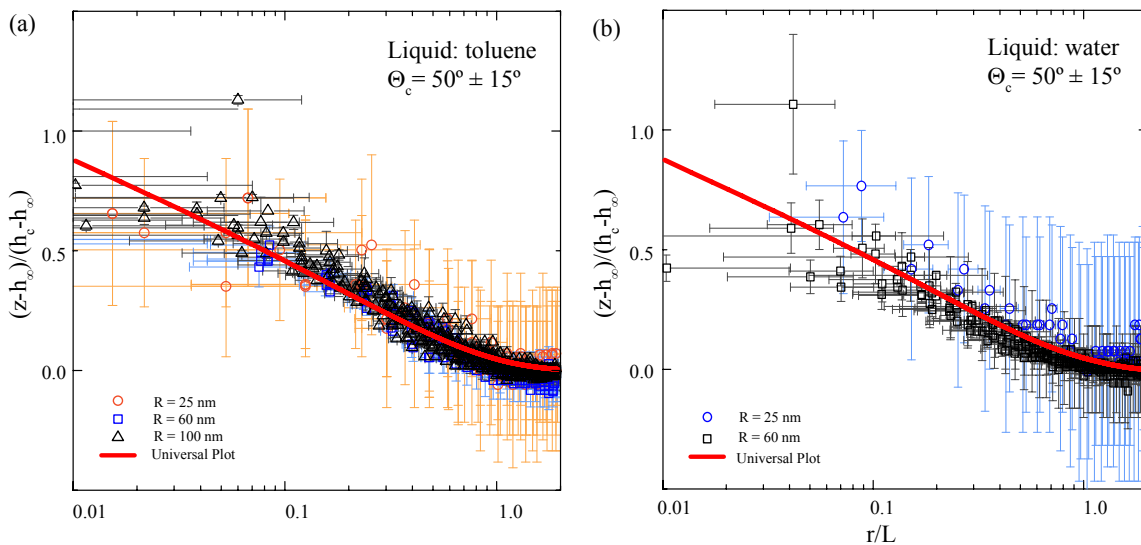 (a)
Liquid: toluene
Θc = 50º ± 15º
(z-h∞)/(hc-h∞)
1.0
0.5
0.0
R = 25 nm
R = 60 nm
R = 100 nm
Universal Plot
0.01
0.1
1.0
(b)
Liquid: water
Θc = 50º ± 15º
(z-h∞)/(hc-h∞)
1.0
0.5
0.0
R = 25 nm
R = 60 nm
Universal Plot
0.01
0.1
1.0
r/L